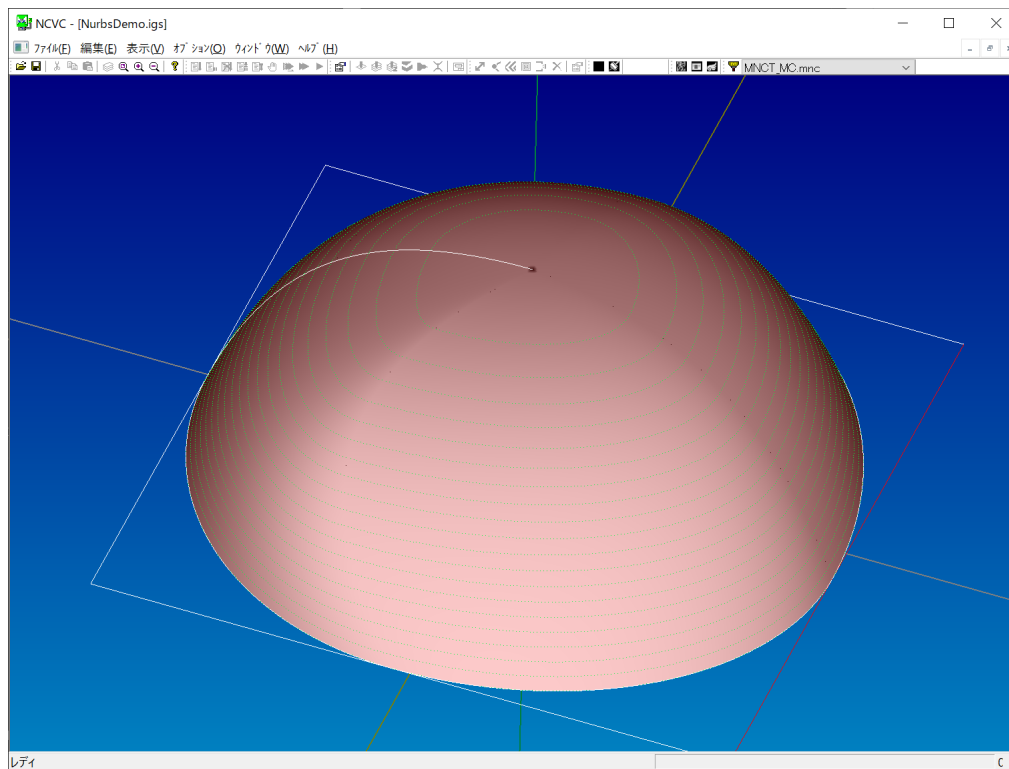 NCVC - [NurbsDemo.igs]
ファイル(F) 編集(E) 表示(V) オプション(O) ウィンドウ(W) ヘルプ(H)
MNCT_MC.mnc
レディ